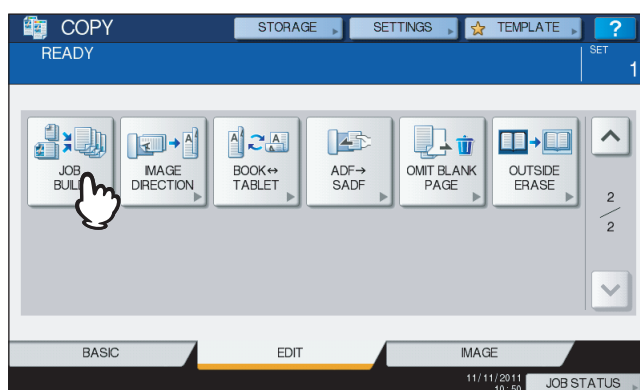 COPY
STORAGE
SETTINGS
TEMPLATE
?
READY
SET
1
JOB
BUIL
IMAGE
DIRECTION
BOOK↔
TABLET
ADF→
SADF
OMIT BLANK
PAGE
OUTSIDE
ERASE
2
2
BASIC
EDIT
IMAGE
11/11/2011
10:50
JOB STATUS